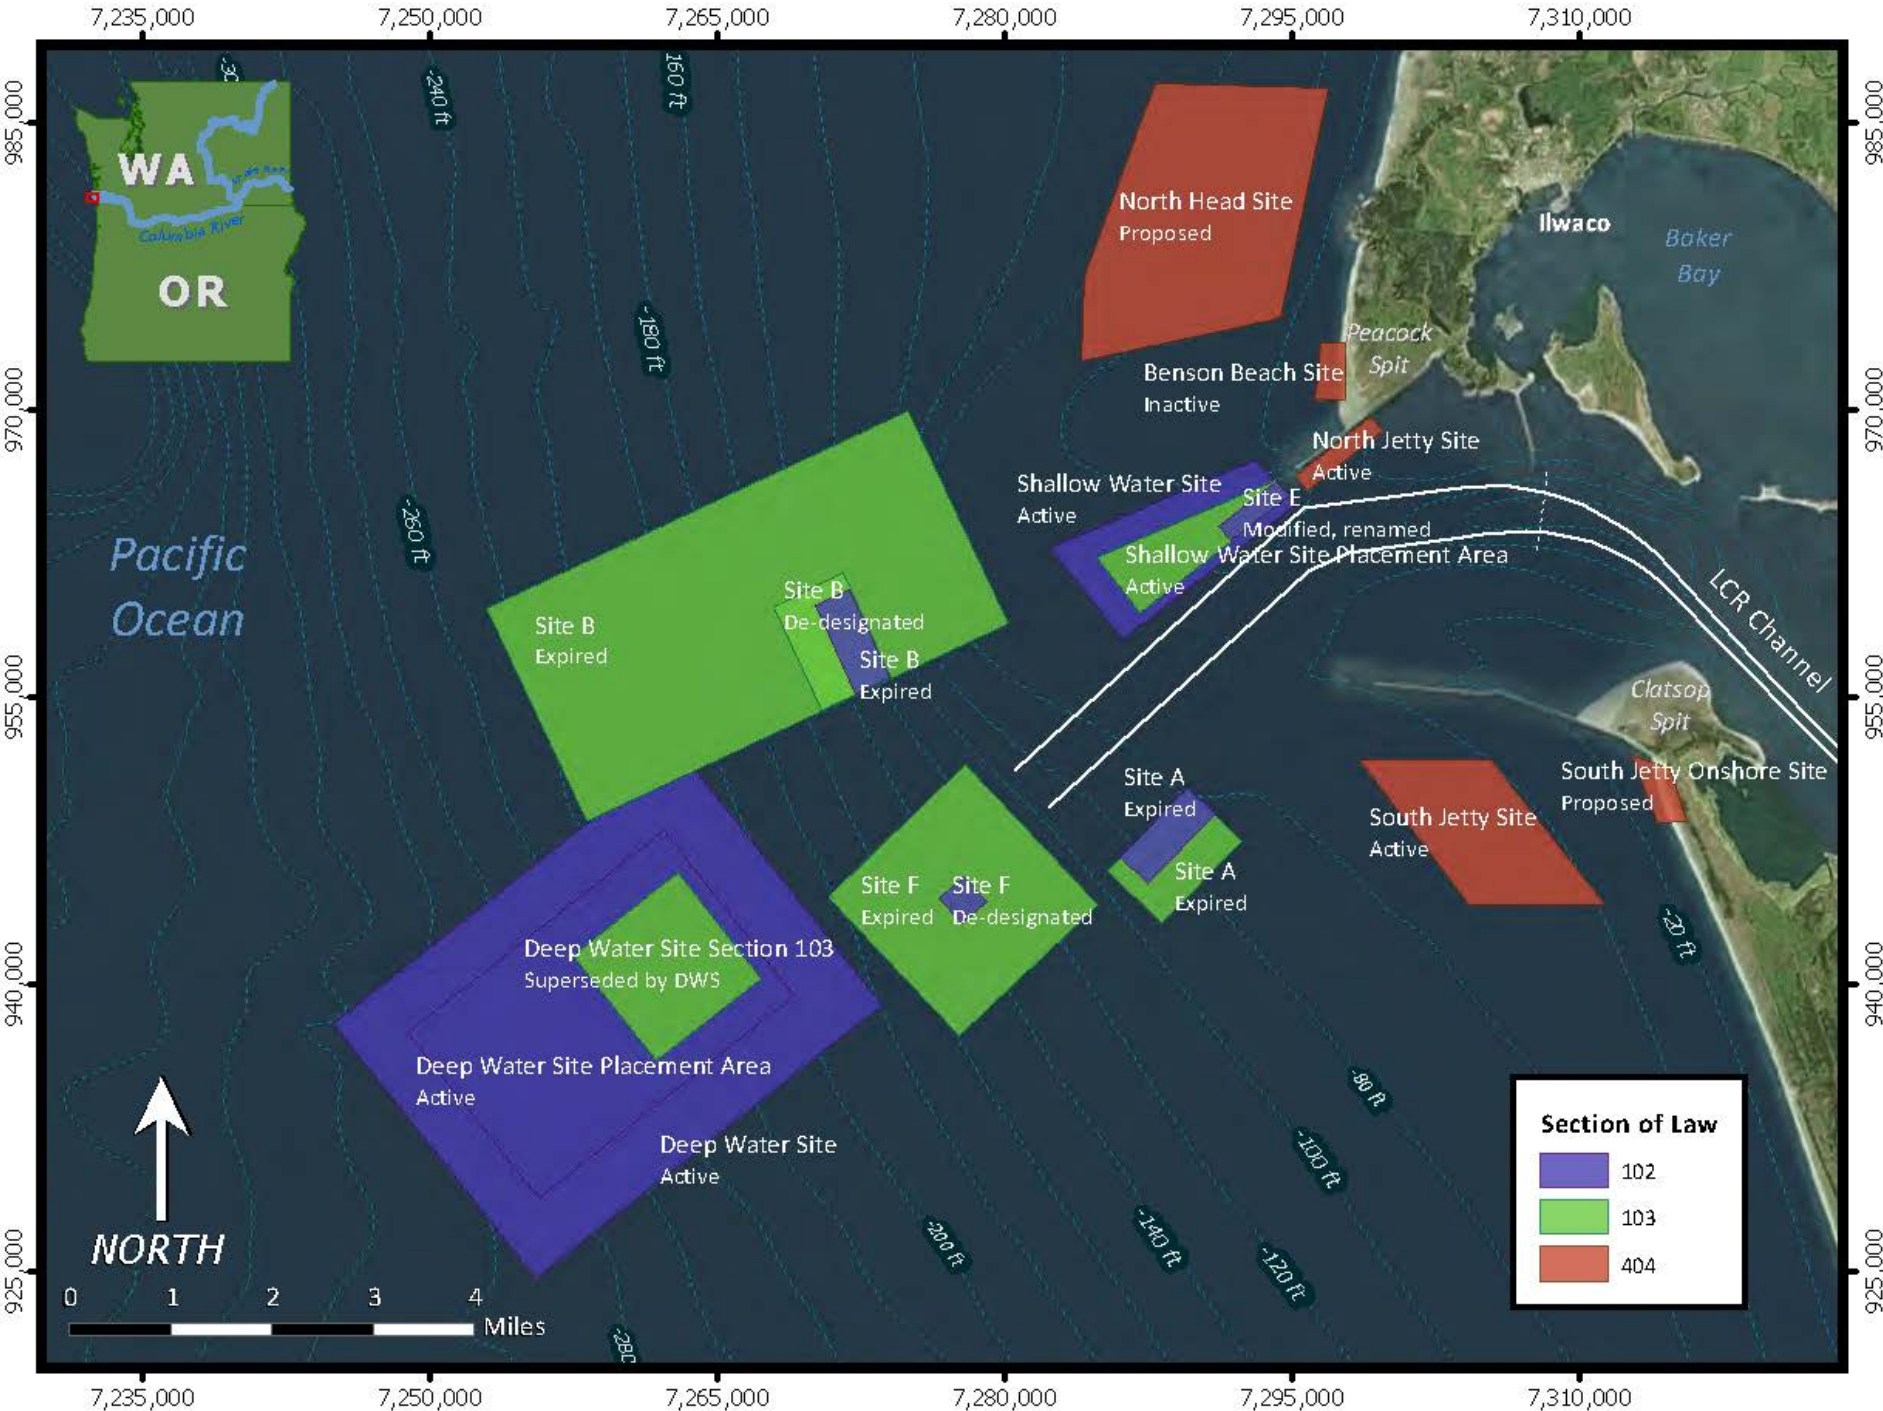 7,235,000
7,250,000
7,265,000
7,280,000
7,295,000
7,310,000
985,000
970,000
955,000
940,000
925,000
985,000
970,000
955,000
940,000
925,000
-240 ft
160 ft
WA
Columbia River
OR
North Head Site
Proposed
Ilwaco
Baker
Bay
-180 ft
Peacock
Spit
Benson Beach Site
Inactive
North Jetty Site
Active
Shallow Water Site
Active
Site E
Modified, renamed
Shallow Water Site Placement Area
Active
-260 ft
Pacific
Ocean
LCR Channel
Site B
De-designated
Site B
Expired
Site B
Expired
Clatsop
Spit
Site A
Expired
South Jetty Onshore Site
Proposed
South Jetty Site
Active
Site A
Expired
Site F
Expired
Site F
De-designated
-20 ft
Deep Water Site Section 103
Superseded by DWS
Deep Water Site Placement Area
Active
Deep Water Site
Active
-80 ft
-100 ft
-140 ft
-120 ft
-200 ft
NORTH
0 1 2 3 4
Miles
Section of Law
102
103
404
7,235,000
7,250,000
7,265,000
7,280,000
7,295,000
7,310,000